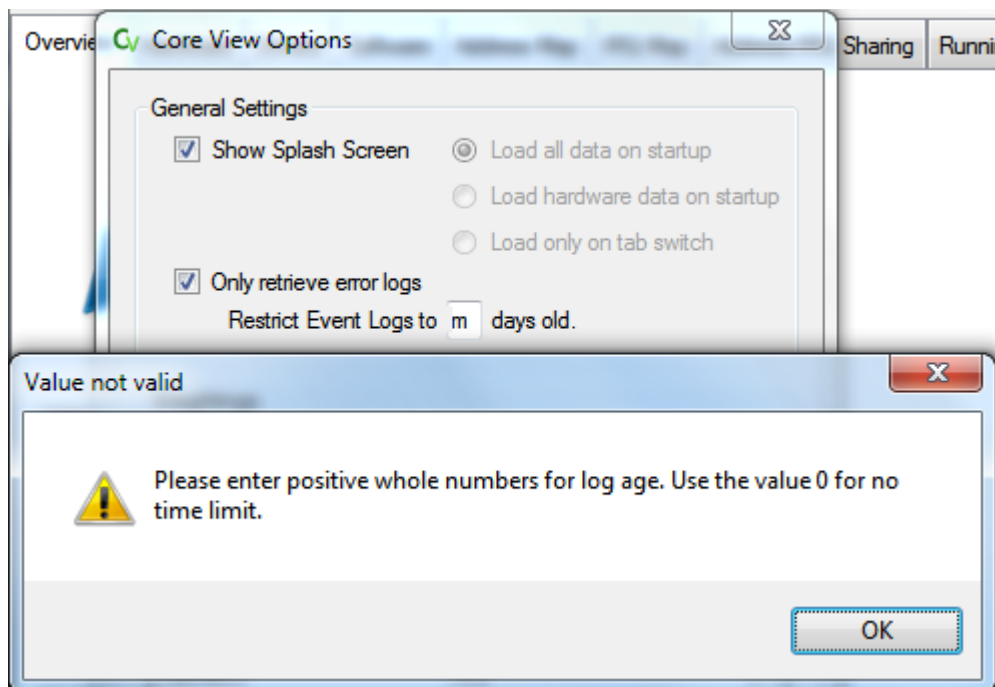 Overvie
CV Core View Options
Sharing
Runni
General Settings
Show Splash Screen
Load all data on startup
Load hardware data on startup
Load only on tab switch
Only retrieve error logs
Restrict Event Logs to m days old.
Value not valid
Please enter positive whole numbers for log age. Use the value 0 for no
time limit.
OK